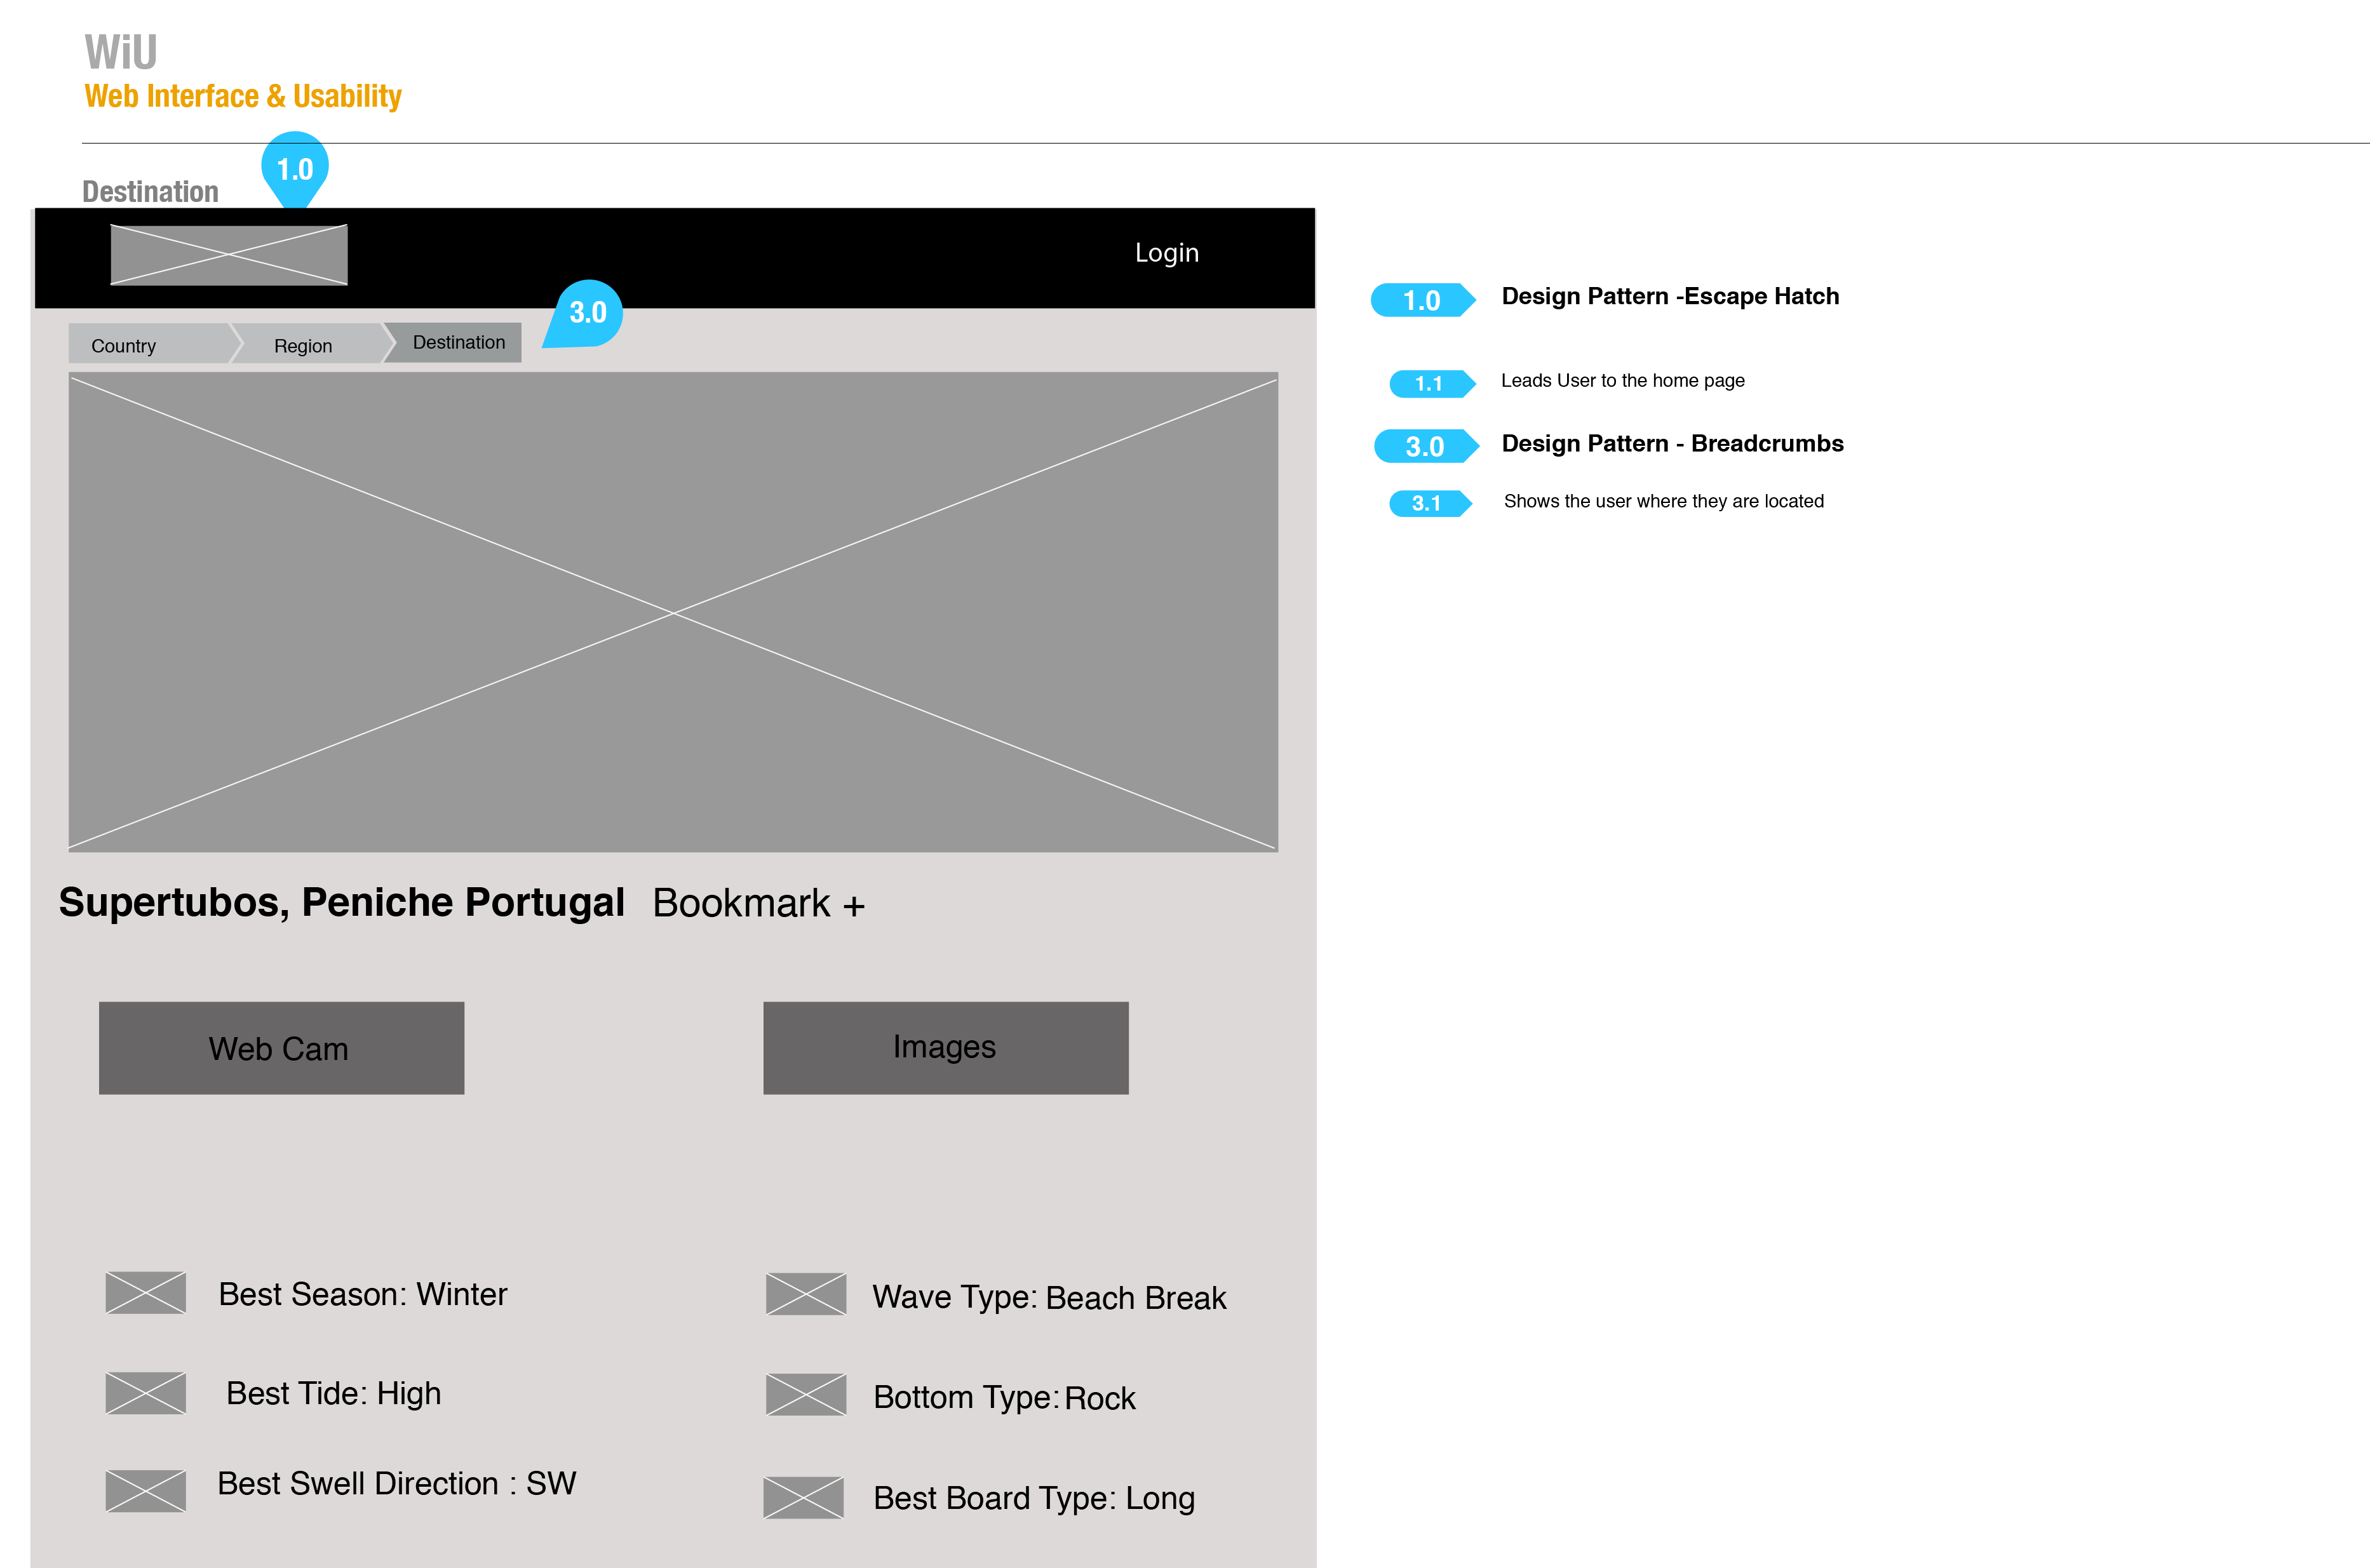 WiU
Web Interface & Usability
1.0
Destination
Login
3.0
Country
Region
Destination
1.0
Design Pattern -Escape Hatch
1.1
Leads User to the home page
3.0
Design Pattern - Breadcrumbs
3.1
Shows the user where they are located
Supertubos, Peniche Portugal Bookmark +
Web Cam
Images
Best Season: Winter
Wave Type: Beach Break
Best Tide: High
Bottom Type: Rock
Best Swell Direction : SW
Best Board Type: Long